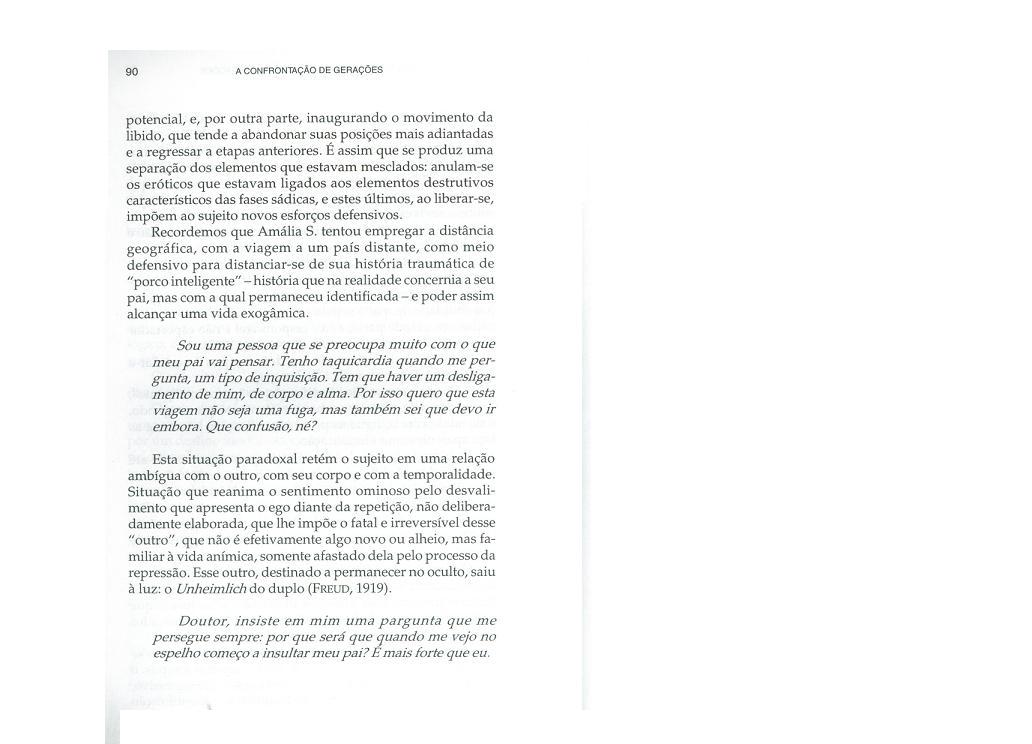 90 A CONFRONTAÇÃO DE GERAÇÕES
potencial, e, por outra parte, inaugurando o movimento da
libido, que tende a abandonar suas posições mais adiantadas
e a regressar a etapas anteriores. É assim que se produz uma
separação dos elementos que estavam mesclados: anulam-se
os eróticos que estavam ligados aos elementos destrutivos
característicos das fases sádicas, e estes últimos, ao liberar-se,
impõem ao sujeito novos esforços defensivos.
Recordemos que Amália S. tentou empregar a distância
geográfica, com a viagem a um país distante, como meio
defensivo para distanciar-se de sua história traumática de
“porco inteligente” – história que na realidade concernia a seu
pai, mas com a qual permaneceu identificada – e poder assim
alcançar uma vida exogâmica.
Sou uma pessoa que se preocupa muito com o que
meu pai vai pensar. Tenho taquicardia quando me per-
gunta, um tipo de inquisição. Tem que haver um desliga-
mento de mim, de corpo e alma. Por isso quero que esta
viagem não seja uma fuga, mas também sei que devo ir
embora. Que confusão, né?
Esta situação paradoxal retém o sujeito em uma relação
ambígua com o outro, com seu corpo e com a temporalidade.
Situação que reanima o sentimento ominoso pelo desvali-
mento que apresenta o ego diante da repetição, não delibera-
damente elaborada, que lhe impõe o fatal e irreversível desse
“outro”, que não é efetivamente algo novo ou alheio, mas fa-
miliar à vida anímica, somente afastado dela pelo processo da
repressão. Esse outro, destinado a permanecer no oculto, saiu
à luz: o Unheimlich do duplo (FREUD, 1919).
Doutor, insiste em mim uma pargunta que me
persegue sempre: por que será que quando me vejo no
espelho começo a insultar meu pai? É mais forte que eu.